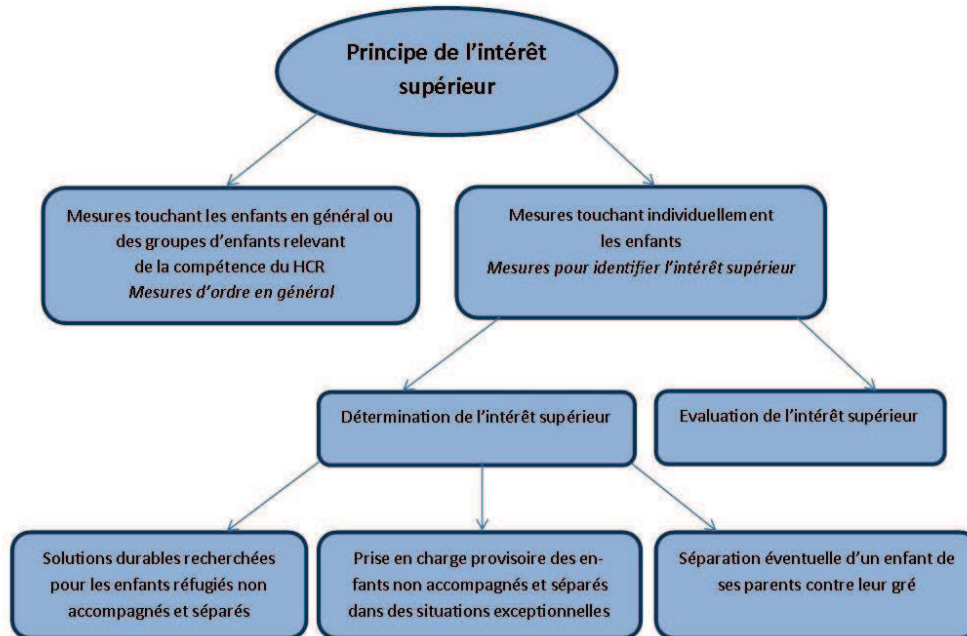 Principe de l’intérêt
supérieur
Mesures touchant les enfants en général ou
des groupes d’enfants relevant
de la compétence du HCR
Mesures d’ordre en général
Mesures touchant individuellement
les enfants
Mesures pour identifier l’intérêt supérieur
Détermination de l’intérêt supérieur
Evaluation de l’intérêt supérieur
Solutions durables recherchées
pour les enfants réfugiés non
accompagnés et séparés
Prise en charge provisoire des en-
fants non accompagnés et séparés
dans des situations exceptionnelles
Séparation éventuelle d’un enfant de
ses parents contre leur gré